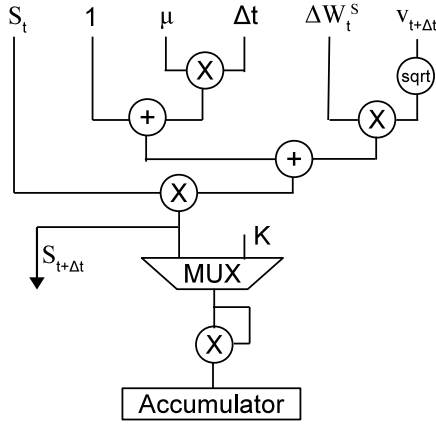 S_t 1 μ Δt ΔW_t^S v_{t+Δt}
X sqrt
+ X
+
X
S_{t+Δt} K
MUX
X
Accumulator